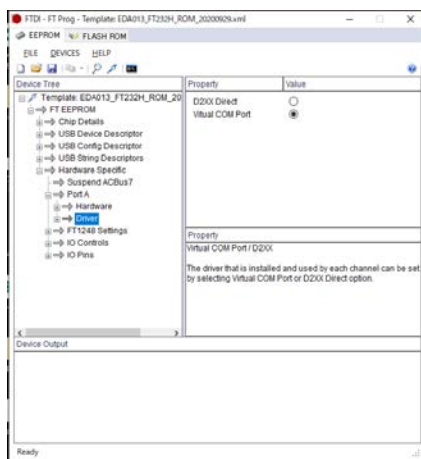 FTDI - FT Prog - Template: EDA013_FT232H_ROM_20200929.xml
EEPROM
FLASH ROM
FILE DEVICES HELP
Device Tree
Template: EDA013_FT232H_ROM_20
FT EEPROM
Chip Details
USB Device Descriptor
USB Config Descriptor
USB String Descriptors
Hardware Specific
Suspend ACBus7
Port A
Hardware
Driver
FT1248 Settings
IO Controls
IO Pins
Property Value
D2XX Direct
Virtual COM Port
Property
Virtual COM Port / D2XX
The driver that is installed and used by each channel can be set
by selecting Virtual COM Port or D2XX Direct option.
Device Output
Ready